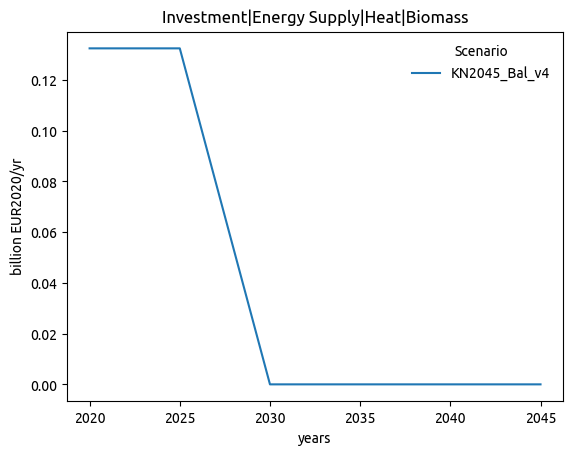 Investment|Energy Supply|Heat|Biomass
Scenario
KN2045_Bal_v4
billion EUR2020/yr
0.12
0.10
0.08
0.06
0.04
0.02
0.00
2020 2025 2030 2035 2040 2045
years